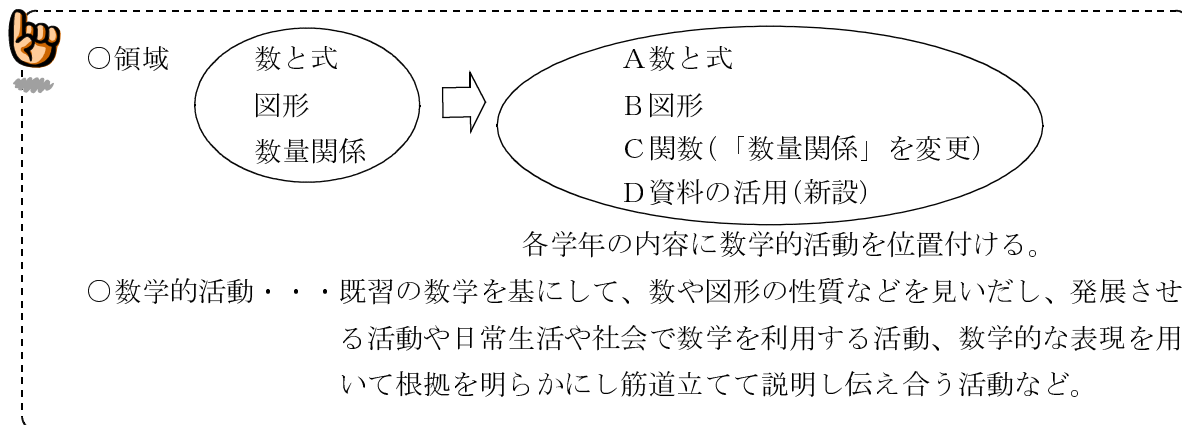 ○領域 数と式 A数と式
図形 B図形
数量関係 C関数(「数量関係」を変更)
D資料の活用(新設)
各学年の内容に数学的活動を位置付ける。
○数学的活動・・・既習の数学を基にして、数や図形の性質などを見いだし、発展させ
る活動や日常生活や社会で数学を利用する活動、数学的な表現を用
いて根拠を明らかにし筋道立てて説明し伝え合う活動など。